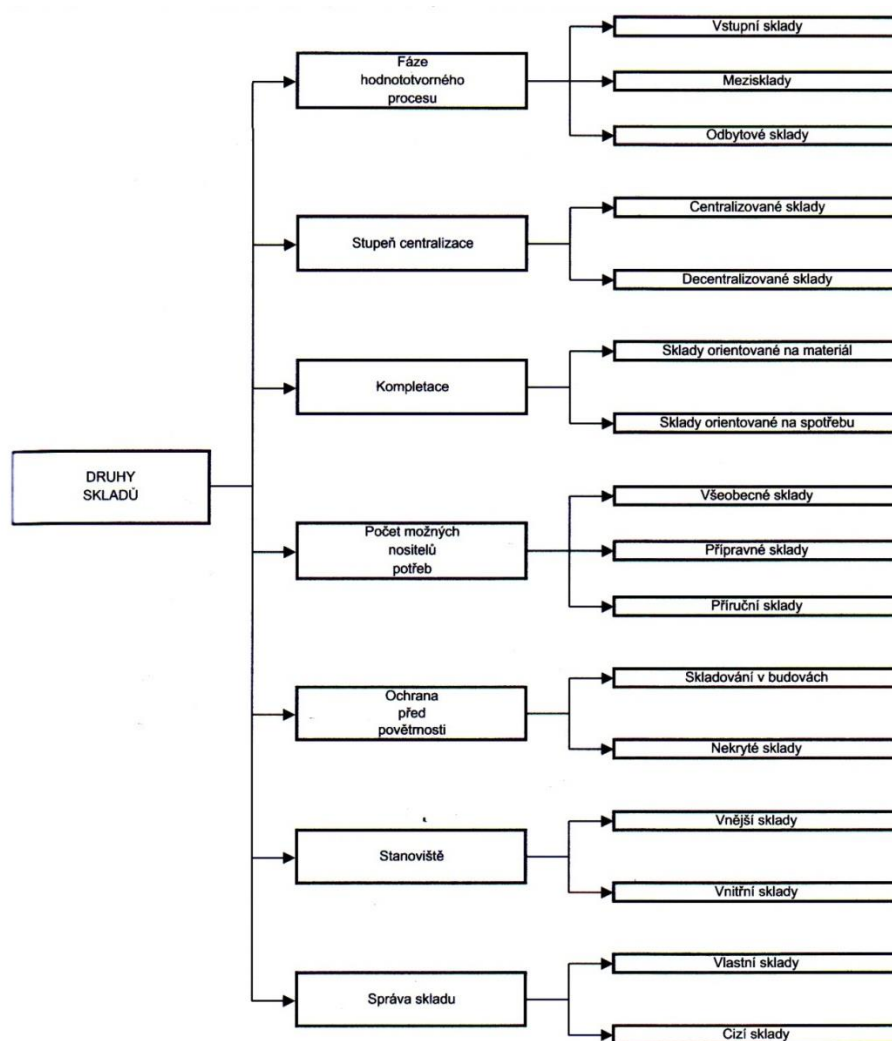 DRUHY
SKLADŮ
Fáze
hodnototvorného
procesu
Vstupní sklady
Mezisklady
Odbytové sklady
Stupeň centralizace
Centralizované sklady
Decentralizované sklady
Kompletace
Sklady orientované na materiál
Sklady orientované na spotřebu
Počet možných
nositelů
potřeb
Všeobecné sklady
Přípravné sklady
Příruční sklady
Ochrana
před
povětrnosti
Skladování v budovách
Nekryté sklady
Stanoviště
Vnější sklady
Vnitřní sklady
Správa skladu
Vlastní sklady
Cizí sklady